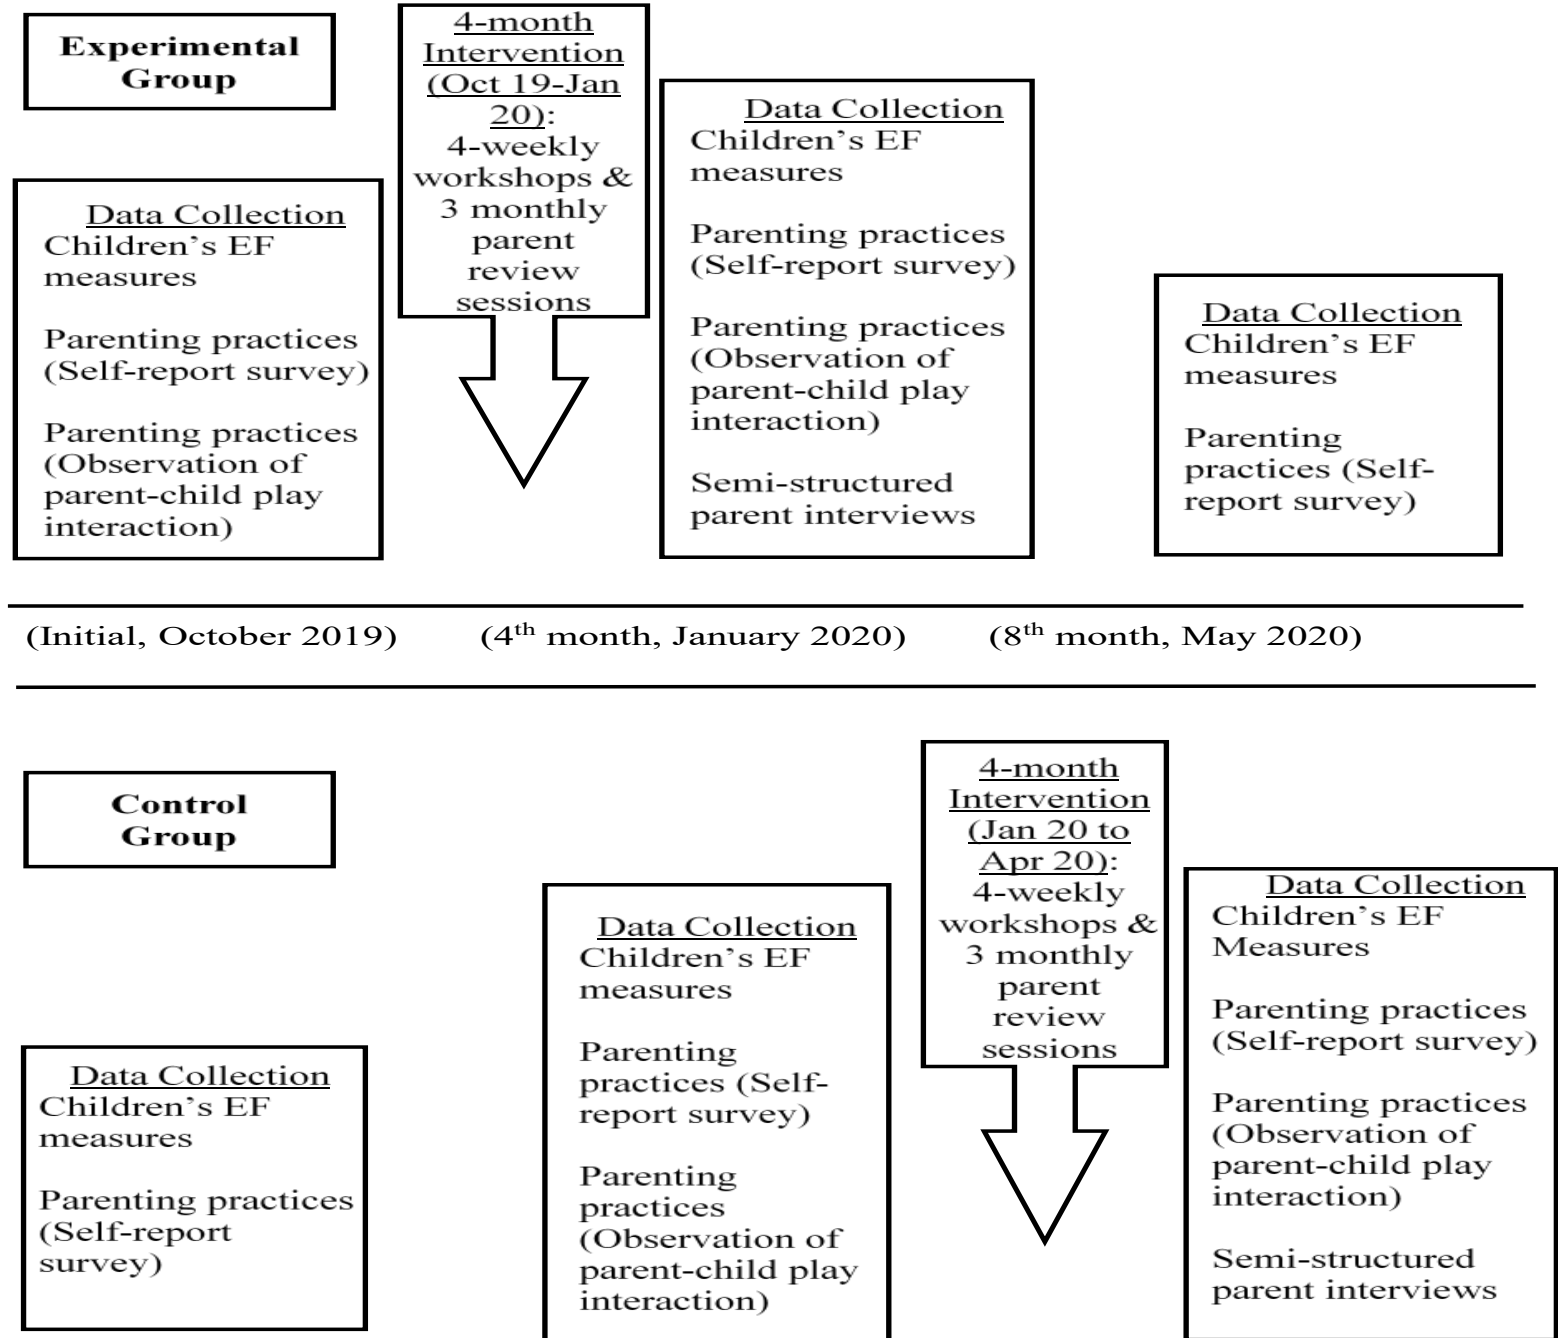 Experimental
Group
4-month
Intervention
(Oct 19-Jan
20):
4-weekly
workshops &
3 monthly
parent
review
sessions
Data Collection
Children’s EF
measures
Parenting practices
(Self-report survey)
Parenting practices
(Observation of
parent-child play
interaction)
Data Collection
Children’s EF
measures
Parenting practices
(Self-report survey)
Parenting practices
(Observation of
parent-child play
interaction)
Semi-structured
parent interviews
Data Collection
Children’s EF
measures
Parenting
practices (Self-
report survey)
(Initial, October 2019) (4th month, January 2020) (8th month, May 2020)
Control
Group
Data Collection
Children’s EF
measures
Parenting practices
(Self-report
survey)
Data Collection
Children’s EF
measures
Parenting
practices (Self-
report survey)
Parenting
practices
(Observation of
parent-child play
interaction)
4-month
Intervention
(Jan 20 to
Apr 20):
4-weekly
workshops &
3 monthly
parent
review
sessions
Data Collection
Children’s EF
Measures
Parenting practices
(Self-report survey)
Parenting practices
(Observation of
parent-child play
interaction)
Semi-structured
parent interviews